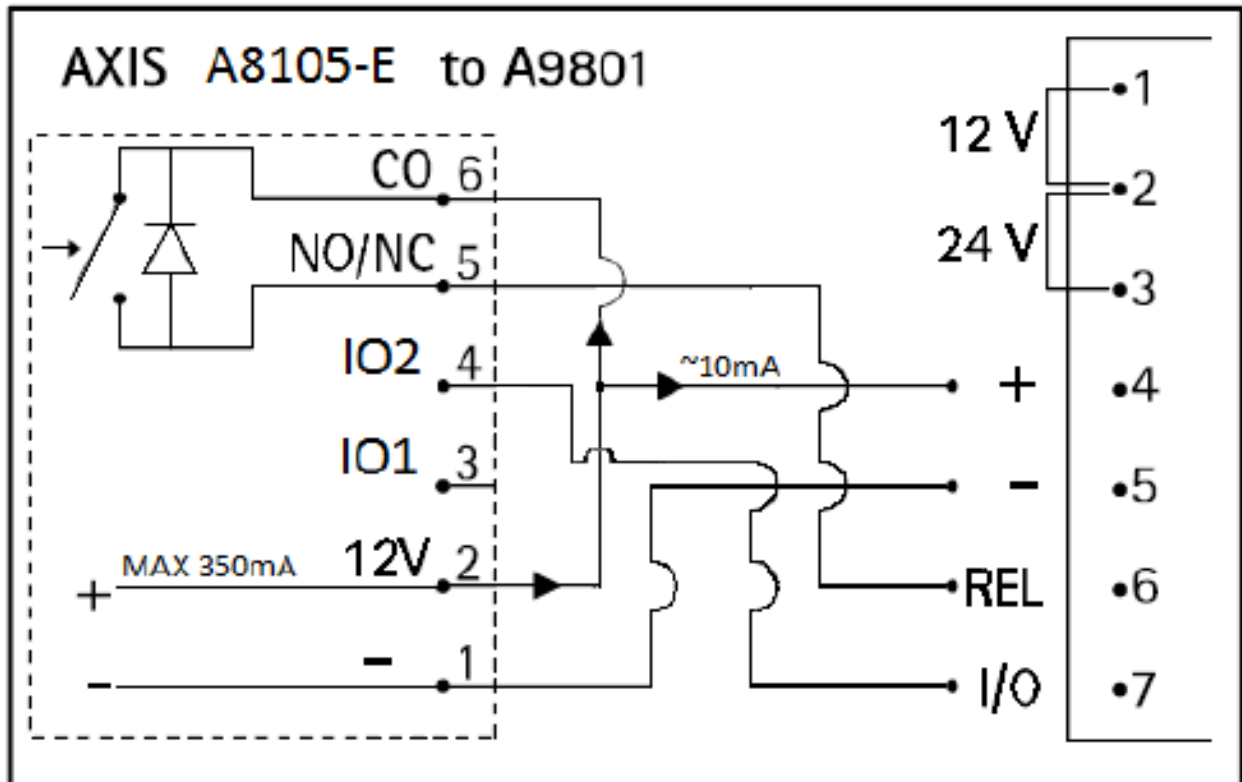 AXIS A8105-E to A9801
CO 6
NO/NC 5
IO2 4
IO1 3
MAX 350mA 12V 2
+
- 1
-
~10mA
12 V
24 V
1
2
3
+ 4
- 5
REL 6
I/O 7